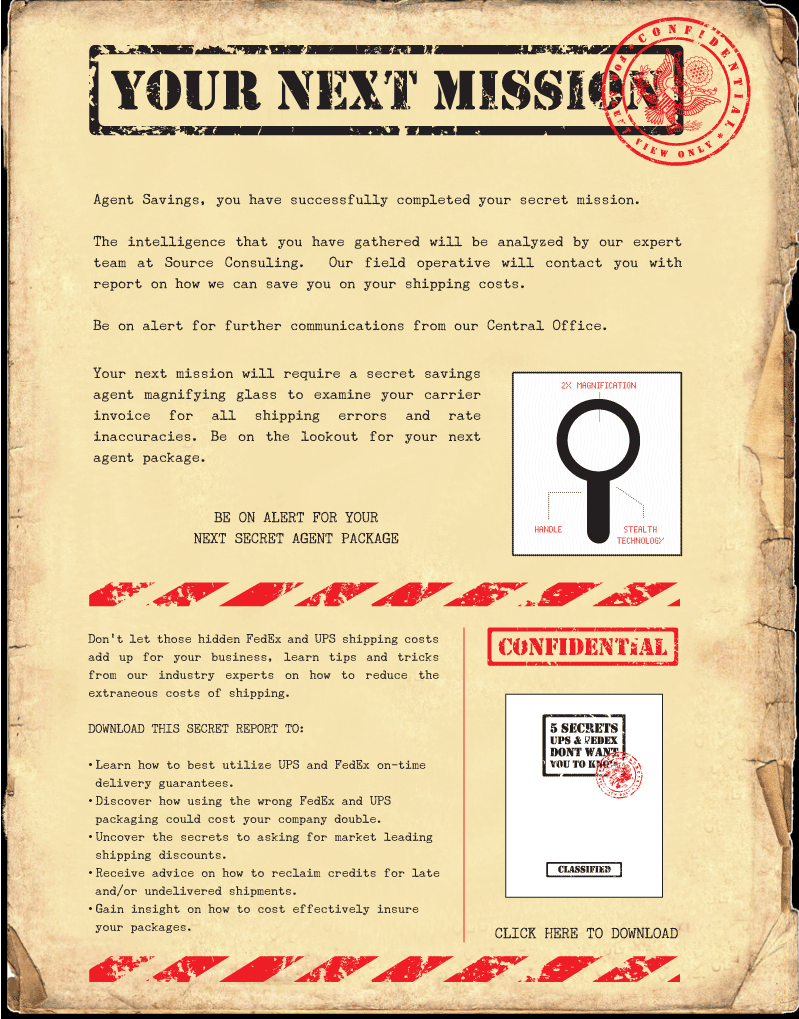 YOUR NEXT MISSION
CONFIDENTIAL
VIEW ONLY
Agent Savings, you have successfully completed your secret mission.
The intelligence that you have gathered will be analyzed by our expert
team at Source Consuling. Our field operative will contact you with
report on how we can save you on your shipping costs.
Be on alert for further communications from our Central Office.
Your next mission will require a secret savings
agent magnifying glass to examine your carrier
invoice for all shipping errors and rate
inaccuracies. Be on the lookout for your next
agent package.
BE ON ALERT FOR YOUR
NEXT SECRET AGENT PACKAGE
2X MAGNIFICATION
HANDLE
STEALTH
TECHNOLOGY
Don't let those hidden FedEx and UPS shipping costs
add up for your business, learn tips and tricks
from our industry experts on how to reduce the
extraneous costs of shipping.
DOWNLOAD THIS SECRET REPORT TO:
•Learn how to best utilize UPS and FedEx on-time
delivery guarantees.
•Discover how using the wrong FedEx and UPS
packaging could cost your company double.
•Uncover the secrets to asking for market leading
shipping discounts.
•Receive advice on how to reclaim credits for late
and/or undelivered shipments.
•Gain insight on how to cost effectively insure
your packages.
CONFIDENTIAL
5 SECRETS
UPS & FEDEX
DONT WANT
YOU TO KNOW
CLASSIFIED
CLICK HERE TO DOWNLOAD